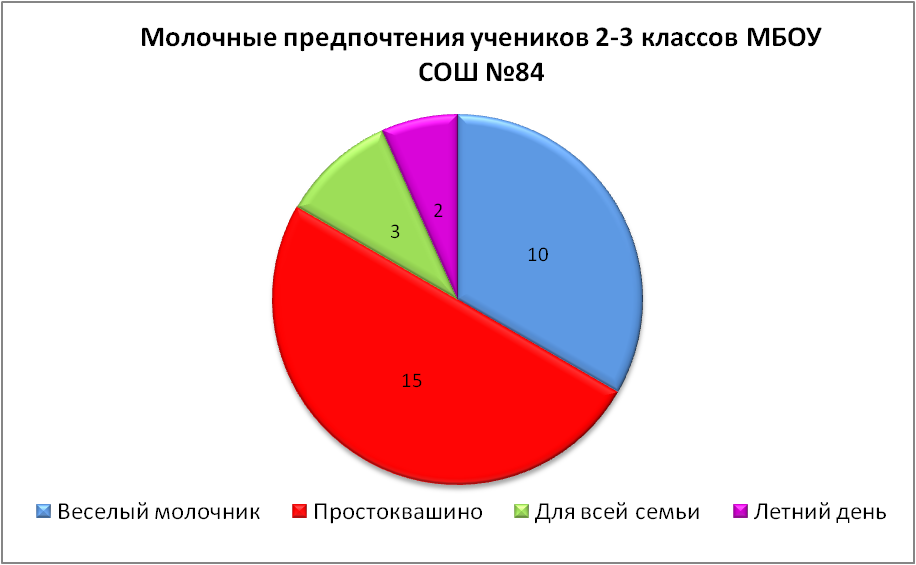 Молочные предпочтения учеников 2-3 классов МБОУ
СОШ №84
2
3
10
15
Веселый молочник Простоквашино Для всей семьи Летний день